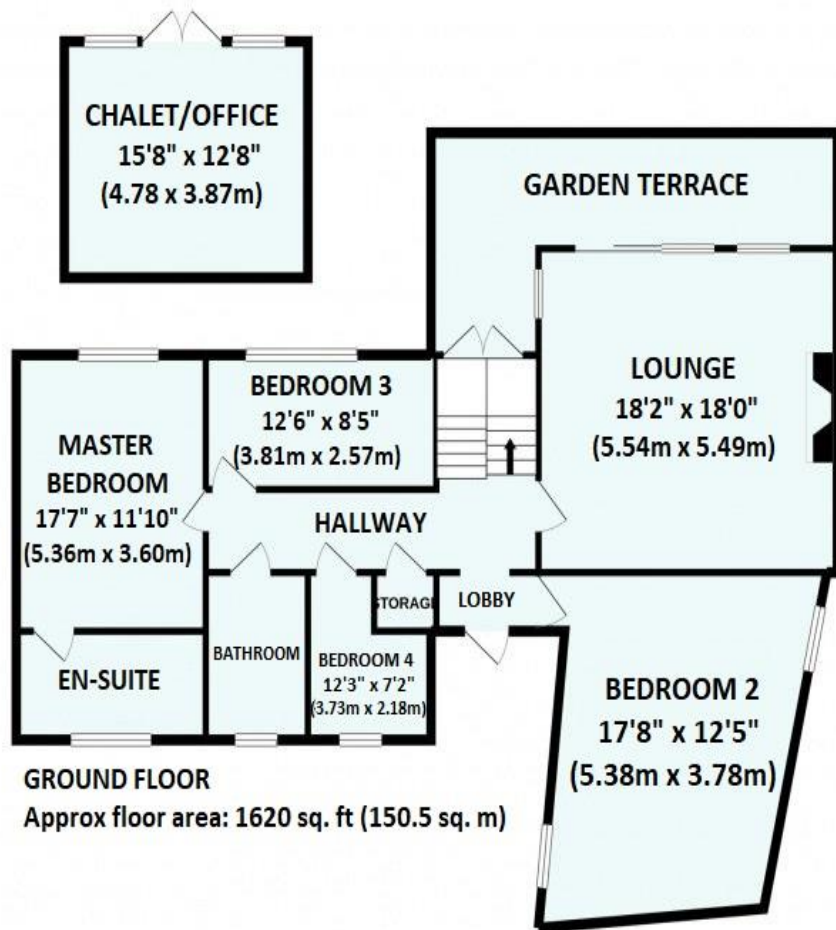 CHALET/OFFICE
15'8" x 12'8"
(4.78 x 3.87m)
GARDEN TERRACE
LOUNGE
18'2" x 18'0"
(5.54m x 5.49m)
BEDROOM 3
12'6" x 8'5"
(3.81m x 2.57m)
MASTER
BEDROOM
17'7" x 11'10"
(5.36m x 3.60m)
HALLWAY
STORAGE
LOBBY
BATHROOM
BEDROOM 4
12'3" x 7'2"
(3.73m x 2.18m)
EN-SUITE
BEDROOM 2
17'8" x 12'5"
(5.38m x 3.78m)
GROUND FLOOR
Approx floor area: 1620 sq. ft (150.5 sq. m)